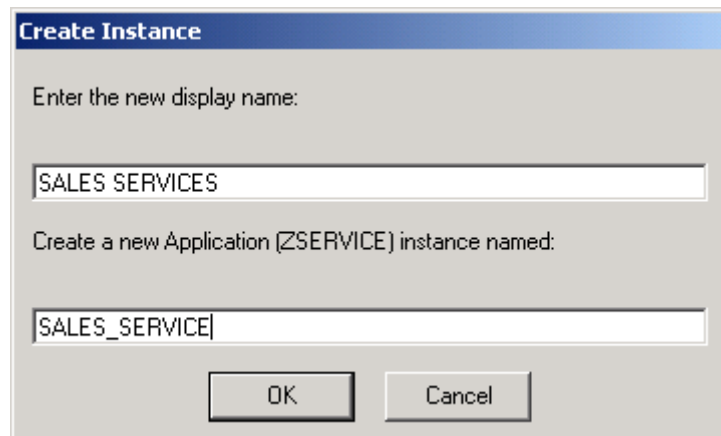 Create Instance
Enter the new display name:
SALES SERVICES
Create a new Application (ZSERVICE) instance named:
SALES_SERVICE
OK Cancel